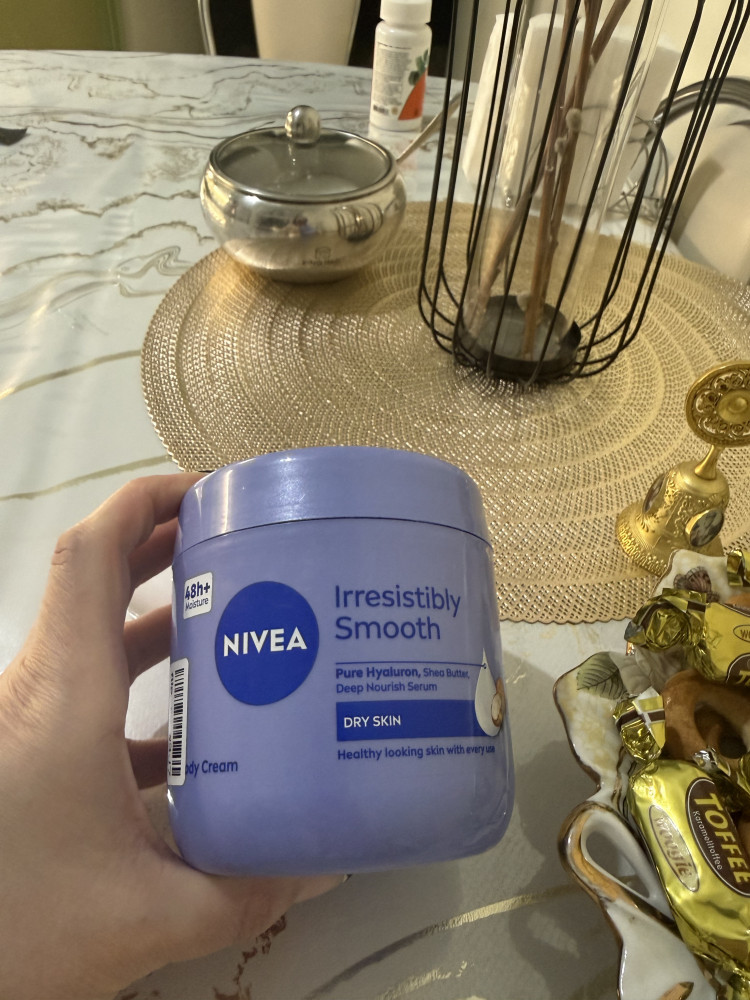 48h+
Moisture
NIVEA
Irresistibly
Smooth
Pure Hyaluron, Shea Butter,
Deep Nourish Serum
DRY SKIN
Healthy looking skin with every use
Cream
TOFFEE
Karamelltoffee